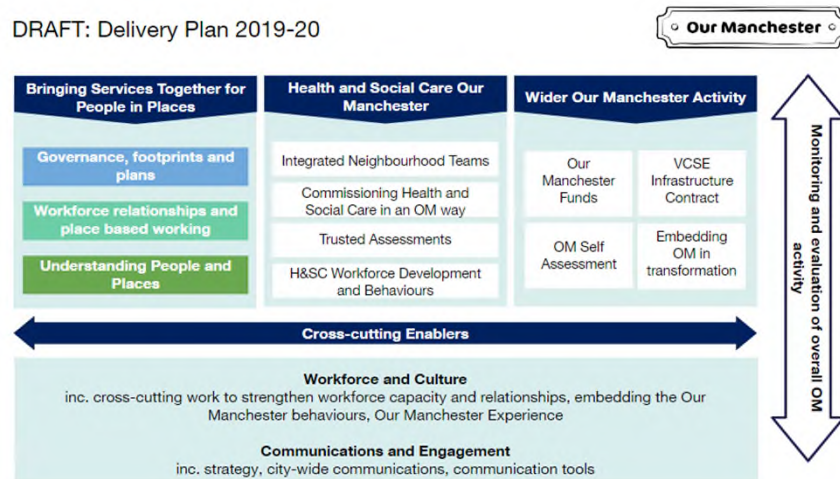 DRAFT: Delivery Plan 2019-20
Our Manchester
Bringing Services Together for
People in Places
Governance, footprints and
plans
Workforce relationships and
place based working
Understanding People and
Places
Health and Social Care Our
Manchester
Integrated Neighbourhood Teams
Commissioning Health and
Social Care in an OM way
Trusted Assessments
H&SC Workforce Development
and Behaviours
Wider Our Manchester Activity
Our
Manchester
Funds
VCSE
Infrastructure
Contract
OM Self
Assessment
Embedding
OM in
transformation
Monitoring and evaluation of overall OM
activity
Cross-cutting Enablers
Workforce and Culture
inc. cross-cutting work to strengthen workforce capacity and relationships, embedding the Our
Manchester behaviours, Our Manchester Experience
Communications and Engagement
inc. strategy, city-wide communications, communication tools